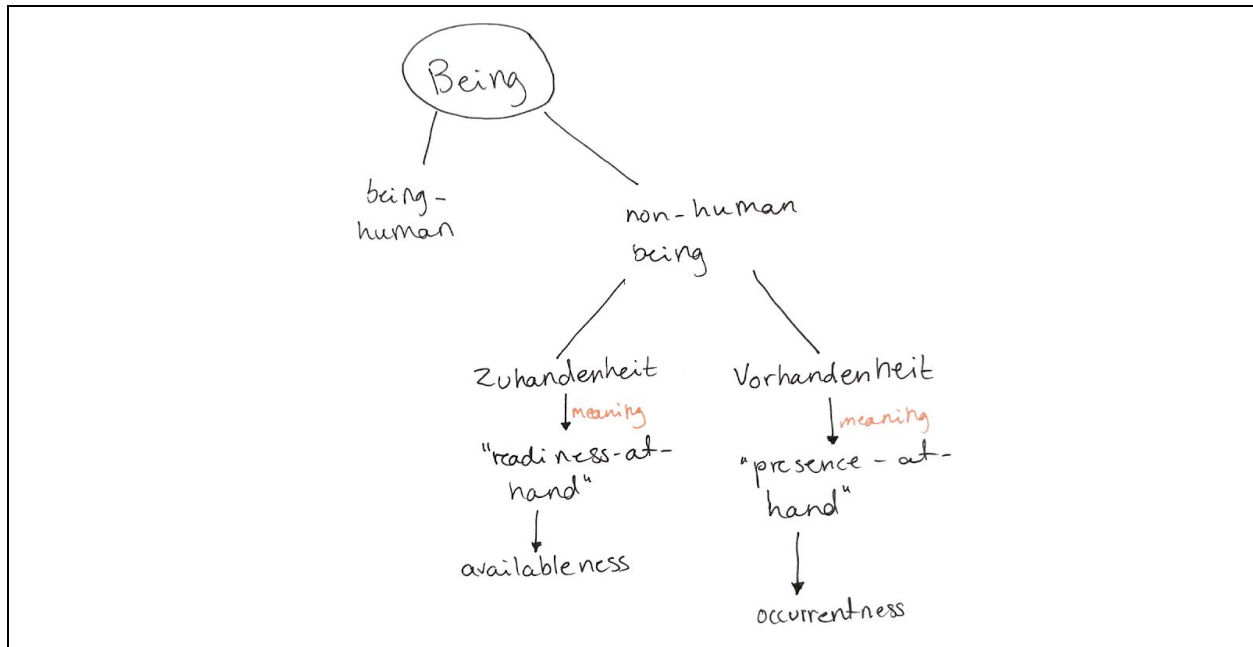 Being
being-
human
non-human
being
Zuhandenheit
Vorhandenheit
meaning
meaning
"readiness-at-
hand"
"presence-at-
hand"
availableness
occurrentness